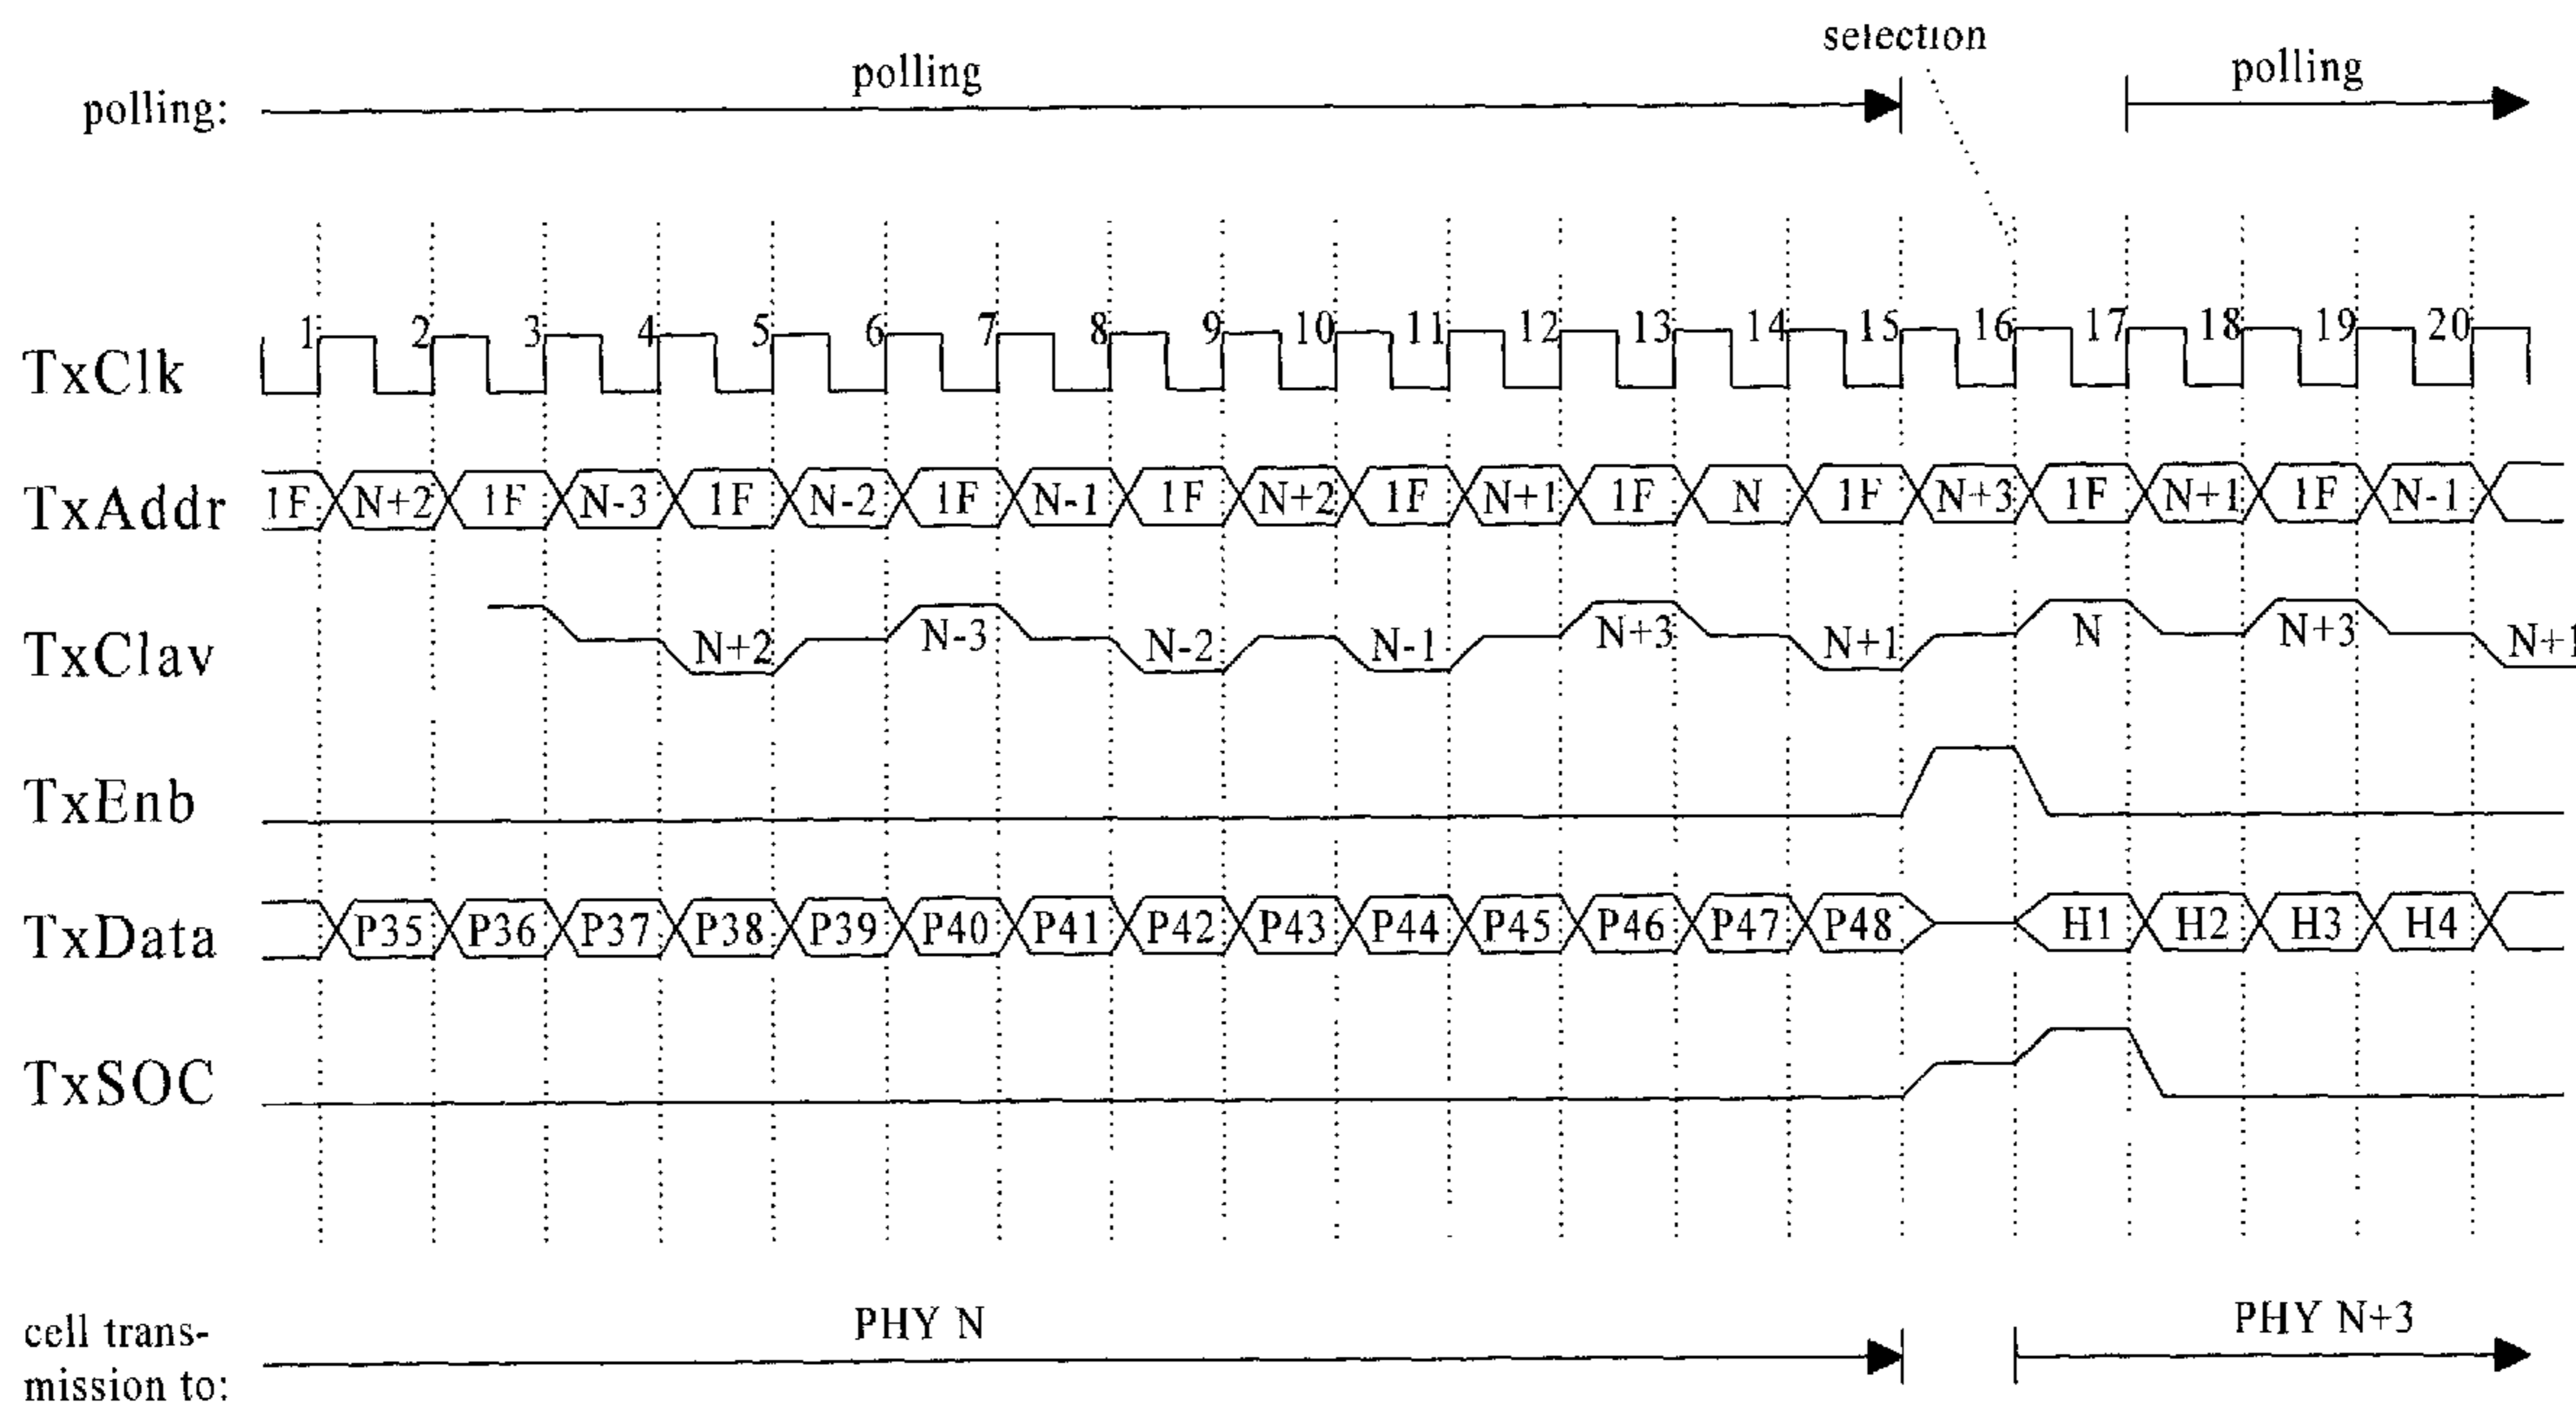 selection
polling
polling
polling:
1 2 3 4 5 6 7 8 9 10 11 12 13 14 15 16 17 18 19 20
TxClk
TxAddr 1F N+2 1F N-3 1F N-2 1F N-1 1F N+2 1F N+1 1F N 1F N+3 1F N+1 1F N-1
TxClav N+2 N-3 N-2 N-1 N+3 N+1 N N+3 N+1
TxEnb
TxData P35 P36 P37 P38 P39 P40 P41 P42 P43 P44 P45 P46 P47 P48 H1 H2 H3 H4
TxSOC
PHY N PHY N+3
cell trans-
mission to: